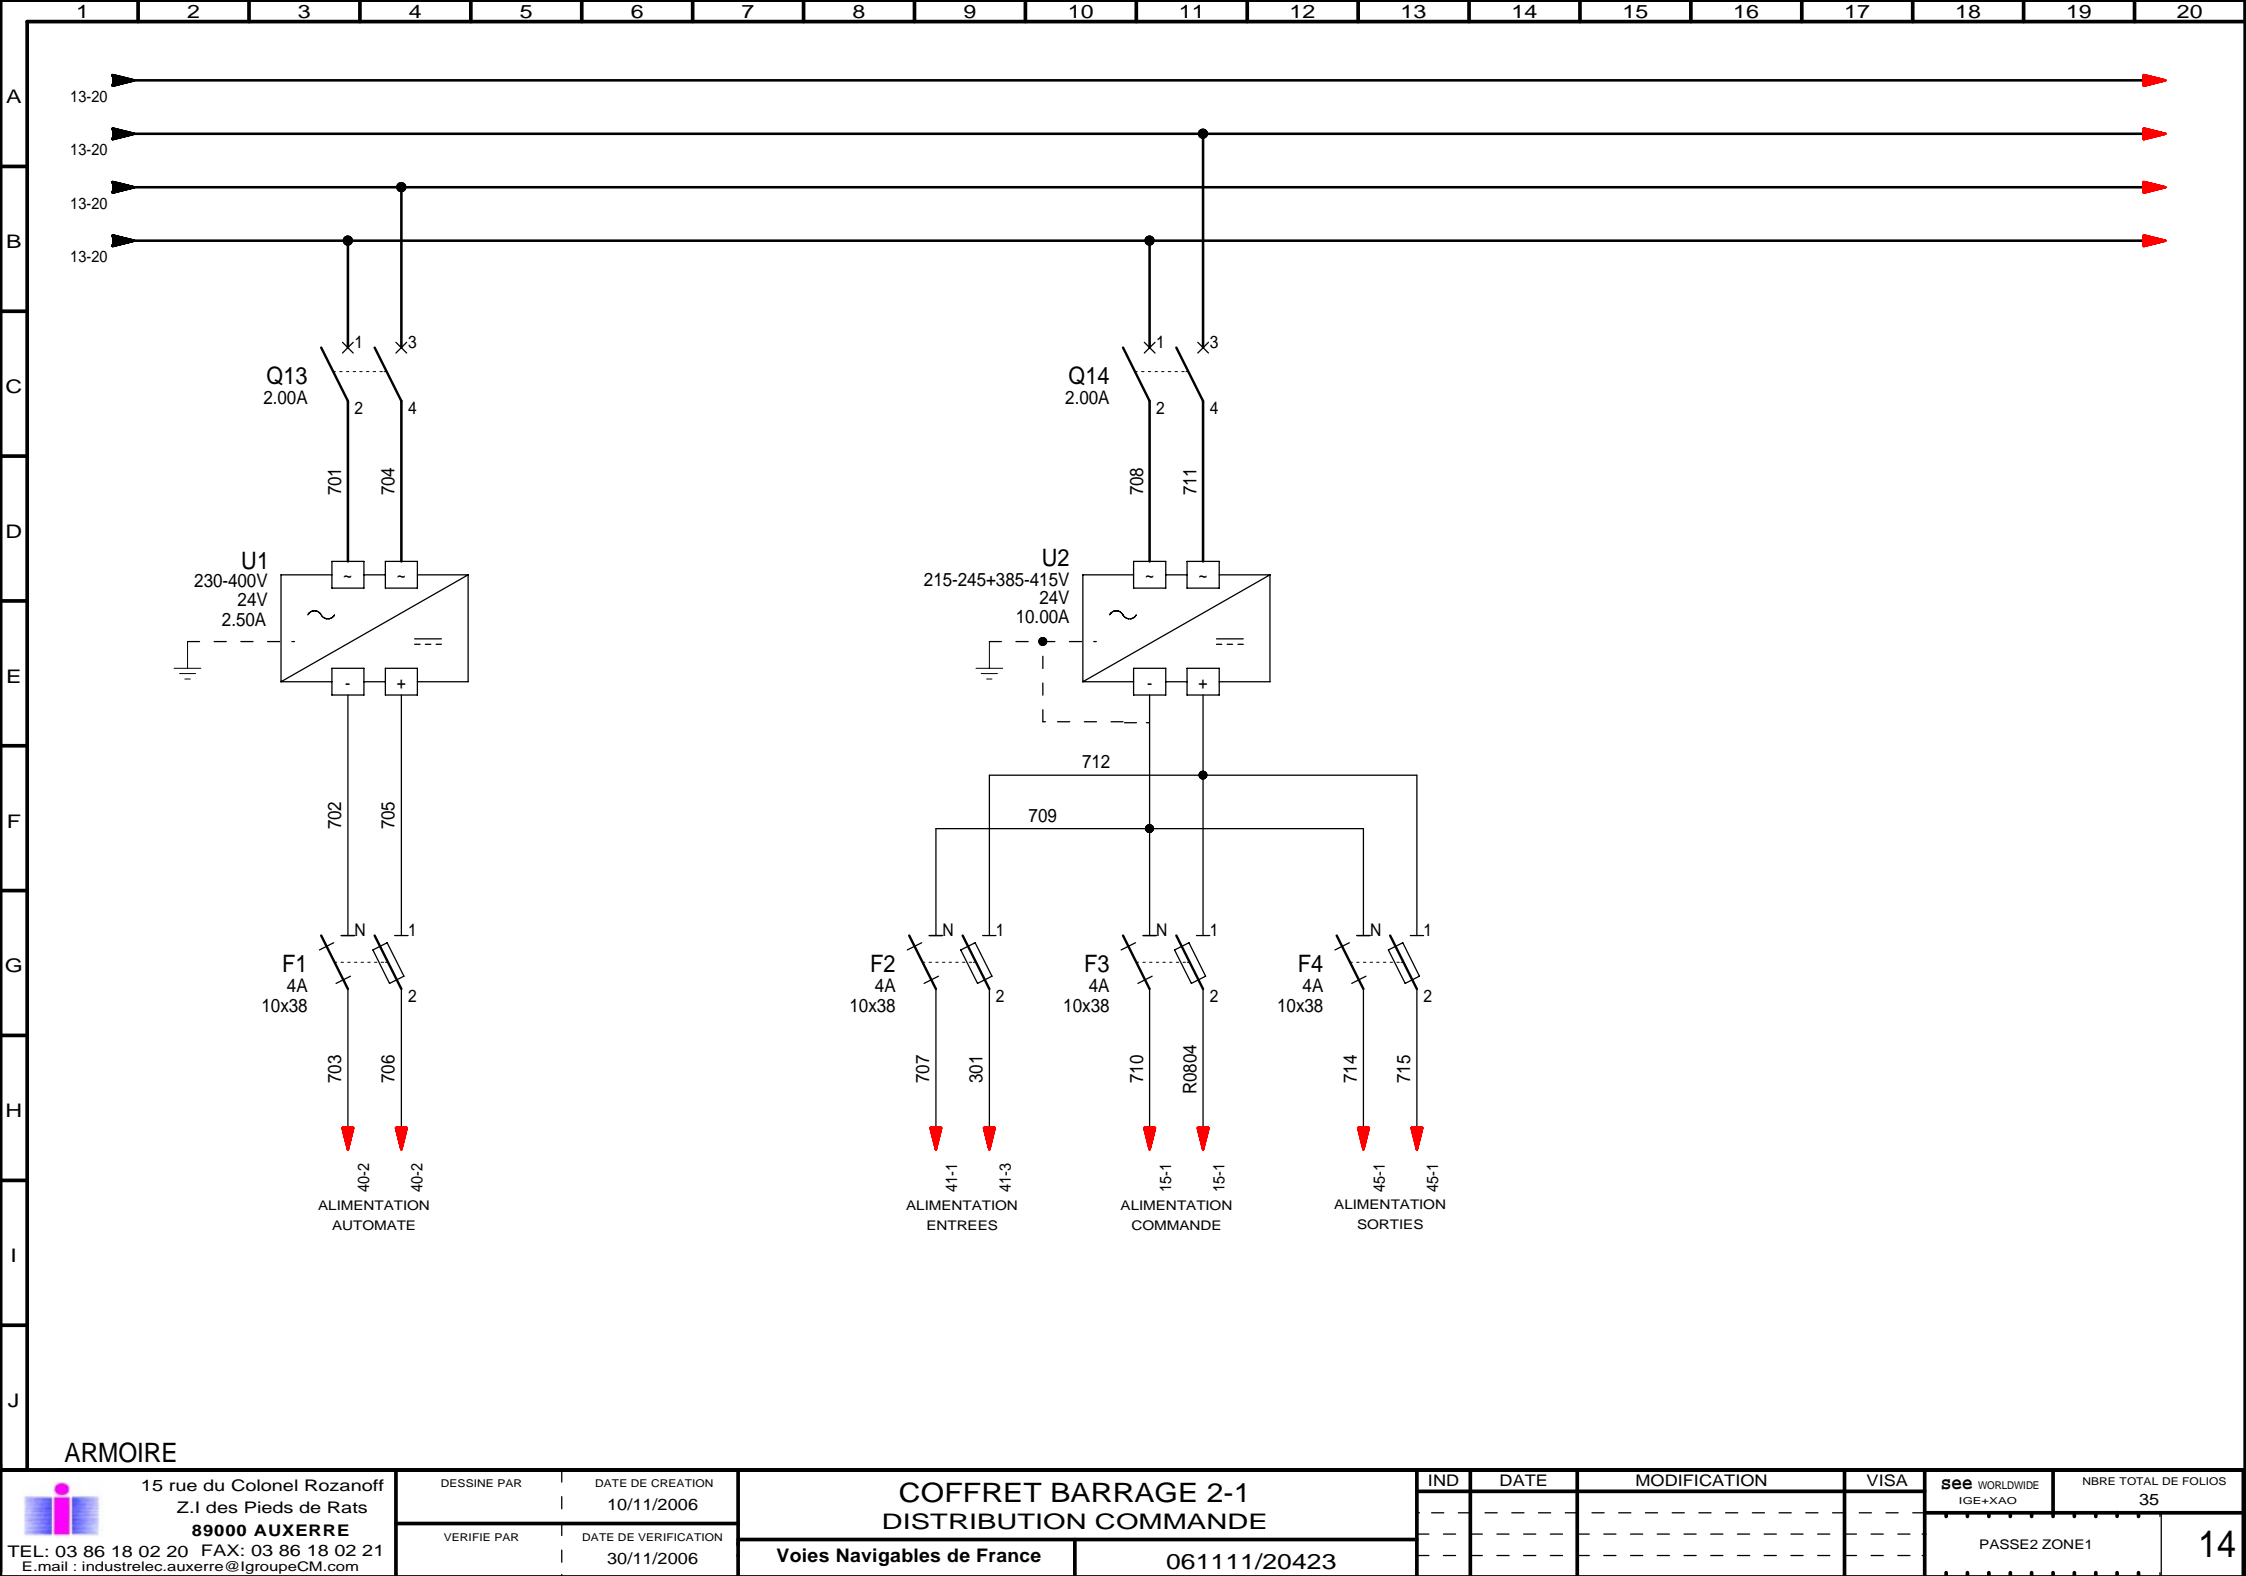 1 2 3 4 5 6 7 8 9 10 11 12 13 14 15 16 17 18 19 20
A
B
C
D
E
F
G
H
I
J
13-20
13-20
13-20
13-20
Q13
2.00A
1
3
2
4
Q14
2.00A
1
3
2
4
701
704
708
711
U1
230-400V
24V
2.50A
~ ~
- +
U2
215-245+385-415V
24V
10.00A
~ ~
- +
712
709
702
705
F1
4A
10x38
N
1
2
F2
4A
10x38
N
1
2
F3
4A
10x38
N
1
2
F4
4A
10x38
N
1
2
703
706
707
301
710
R0804
714
715
40-2
40-2
ALIMENTATION
AUTOMATE
41-1
41-3
ALIMENTATION
ENTREES
15-1
15-1
ALIMENTATION
COMMANDE
45-1
45-1
ALIMENTATION
SORTIES
ARMOIRE
15 rue du Colonel Rozanoff
Z.I des Pieds de Rats
89000 AUXERRE
TEL: 03 86 18 02 20 FAX: 03 86 18 02 21
E.mail : industrelec.auxerre@IgroupeCM.com
DESSINE PAR
DATE DE CREATION
10/11/2006
VERIFIE PAR
DATE DE VERIFICATION
30/11/2006
COFFRET BARRAGE 2-1
DISTRIBUTION COMMANDE
Voies Navigables de France
061111/20423
IND DATE MODIFICATION VISA
see WORLDWIDE
IGE+XAO
NBRE TOTAL DE FOLIOS
35
PASSE2 ZONE1
14